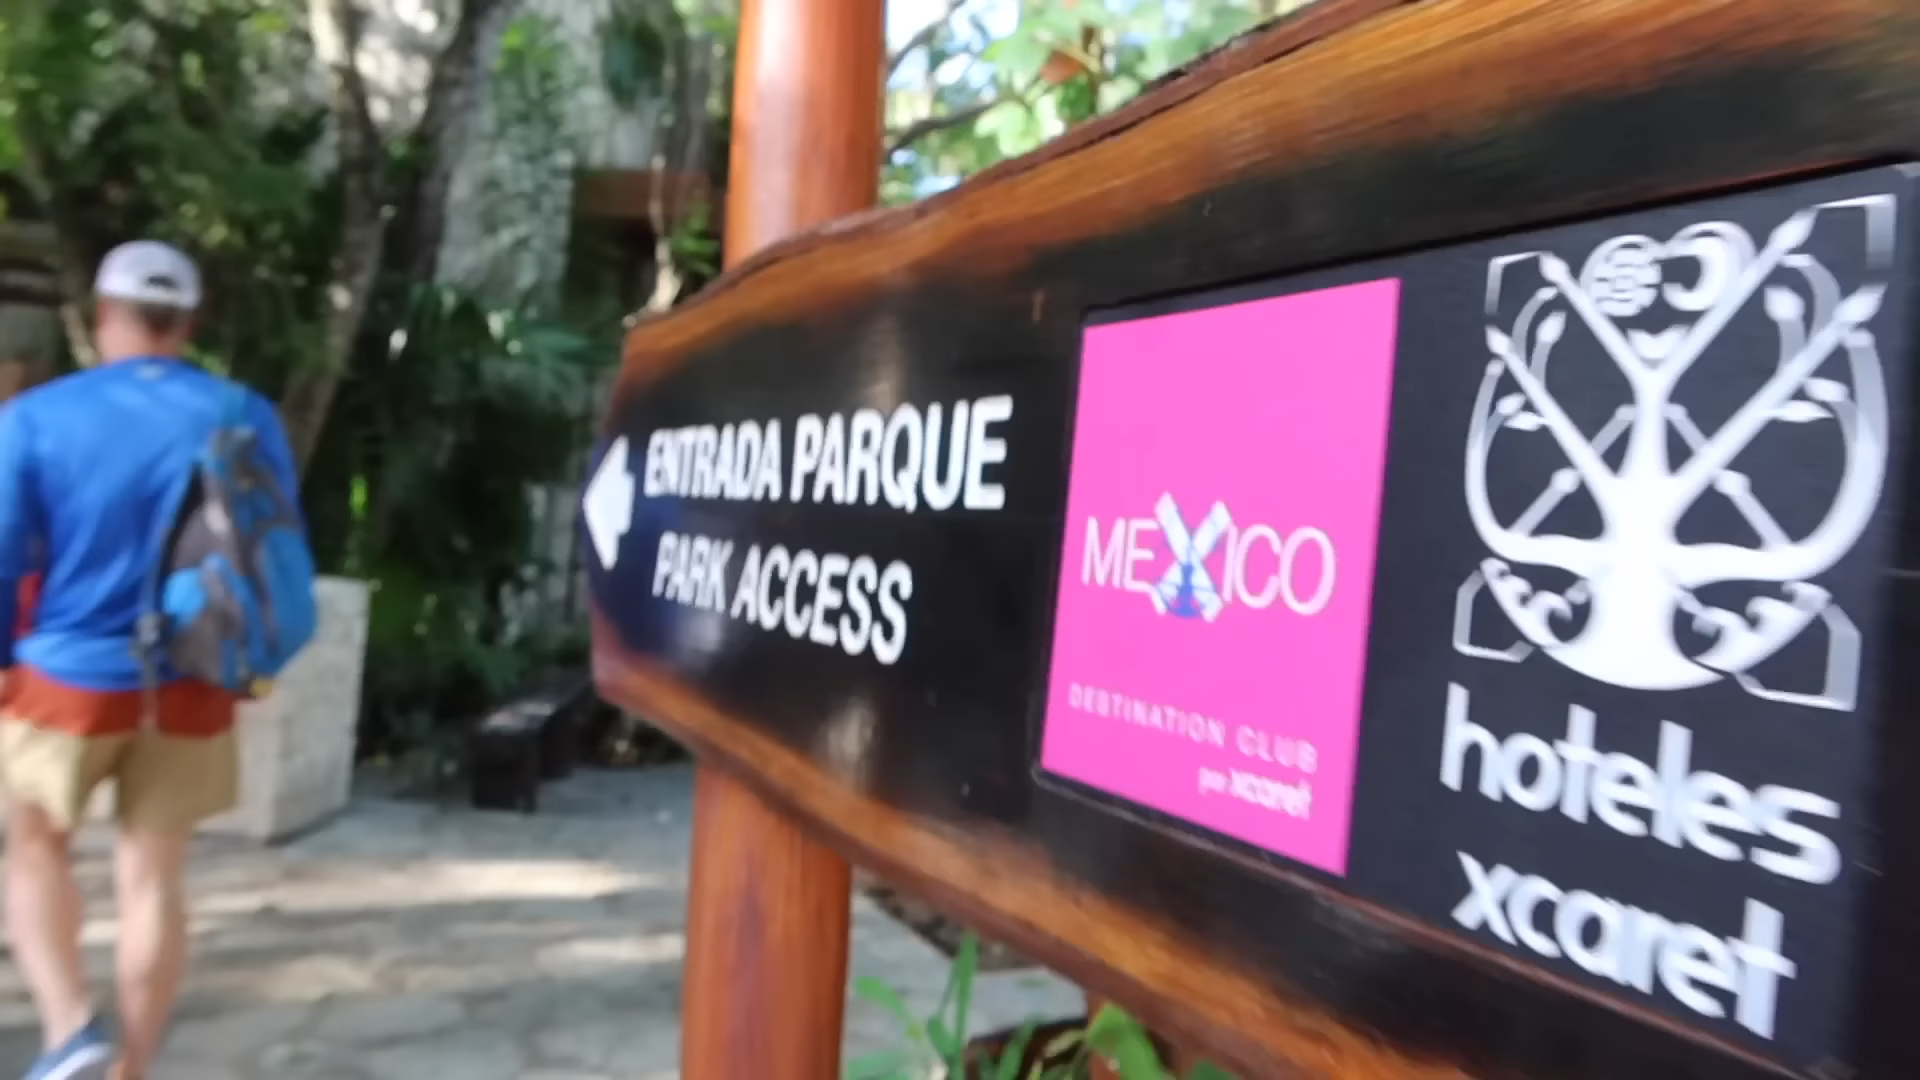 ENTRADA PARQUE
PARK ACCESS
MEXICO
DESTINATION CLUB
por xcaret
hoteles
xcaret